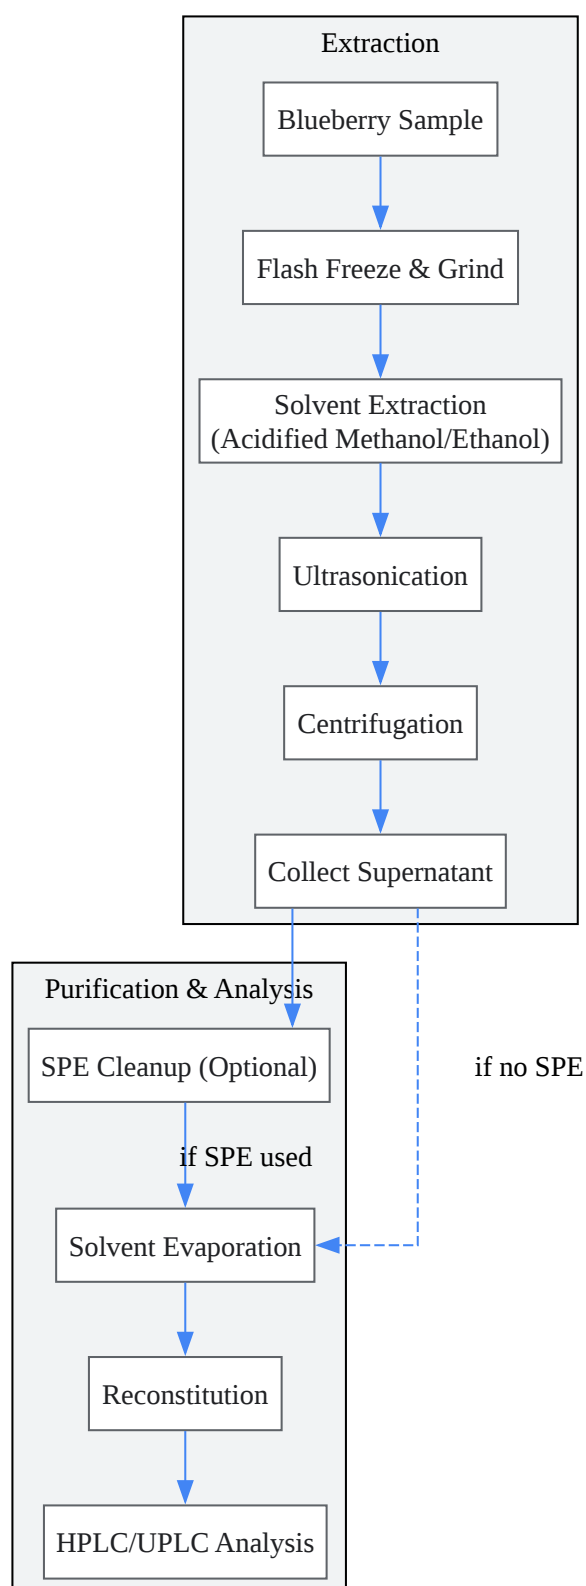 Extraction
Blueberry Sample
Flash Freeze & Grind
Solvent Extraction
(Acidified Methanol/Ethanol)
Ultrasonication
Centrifugation
Collect Supernatant
Purification & Analysis
SPE Cleanup (Optional)
if no SPE
if SPE used
Solvent Evaporation
Reconstitution
HPLC/UPLC Analysis